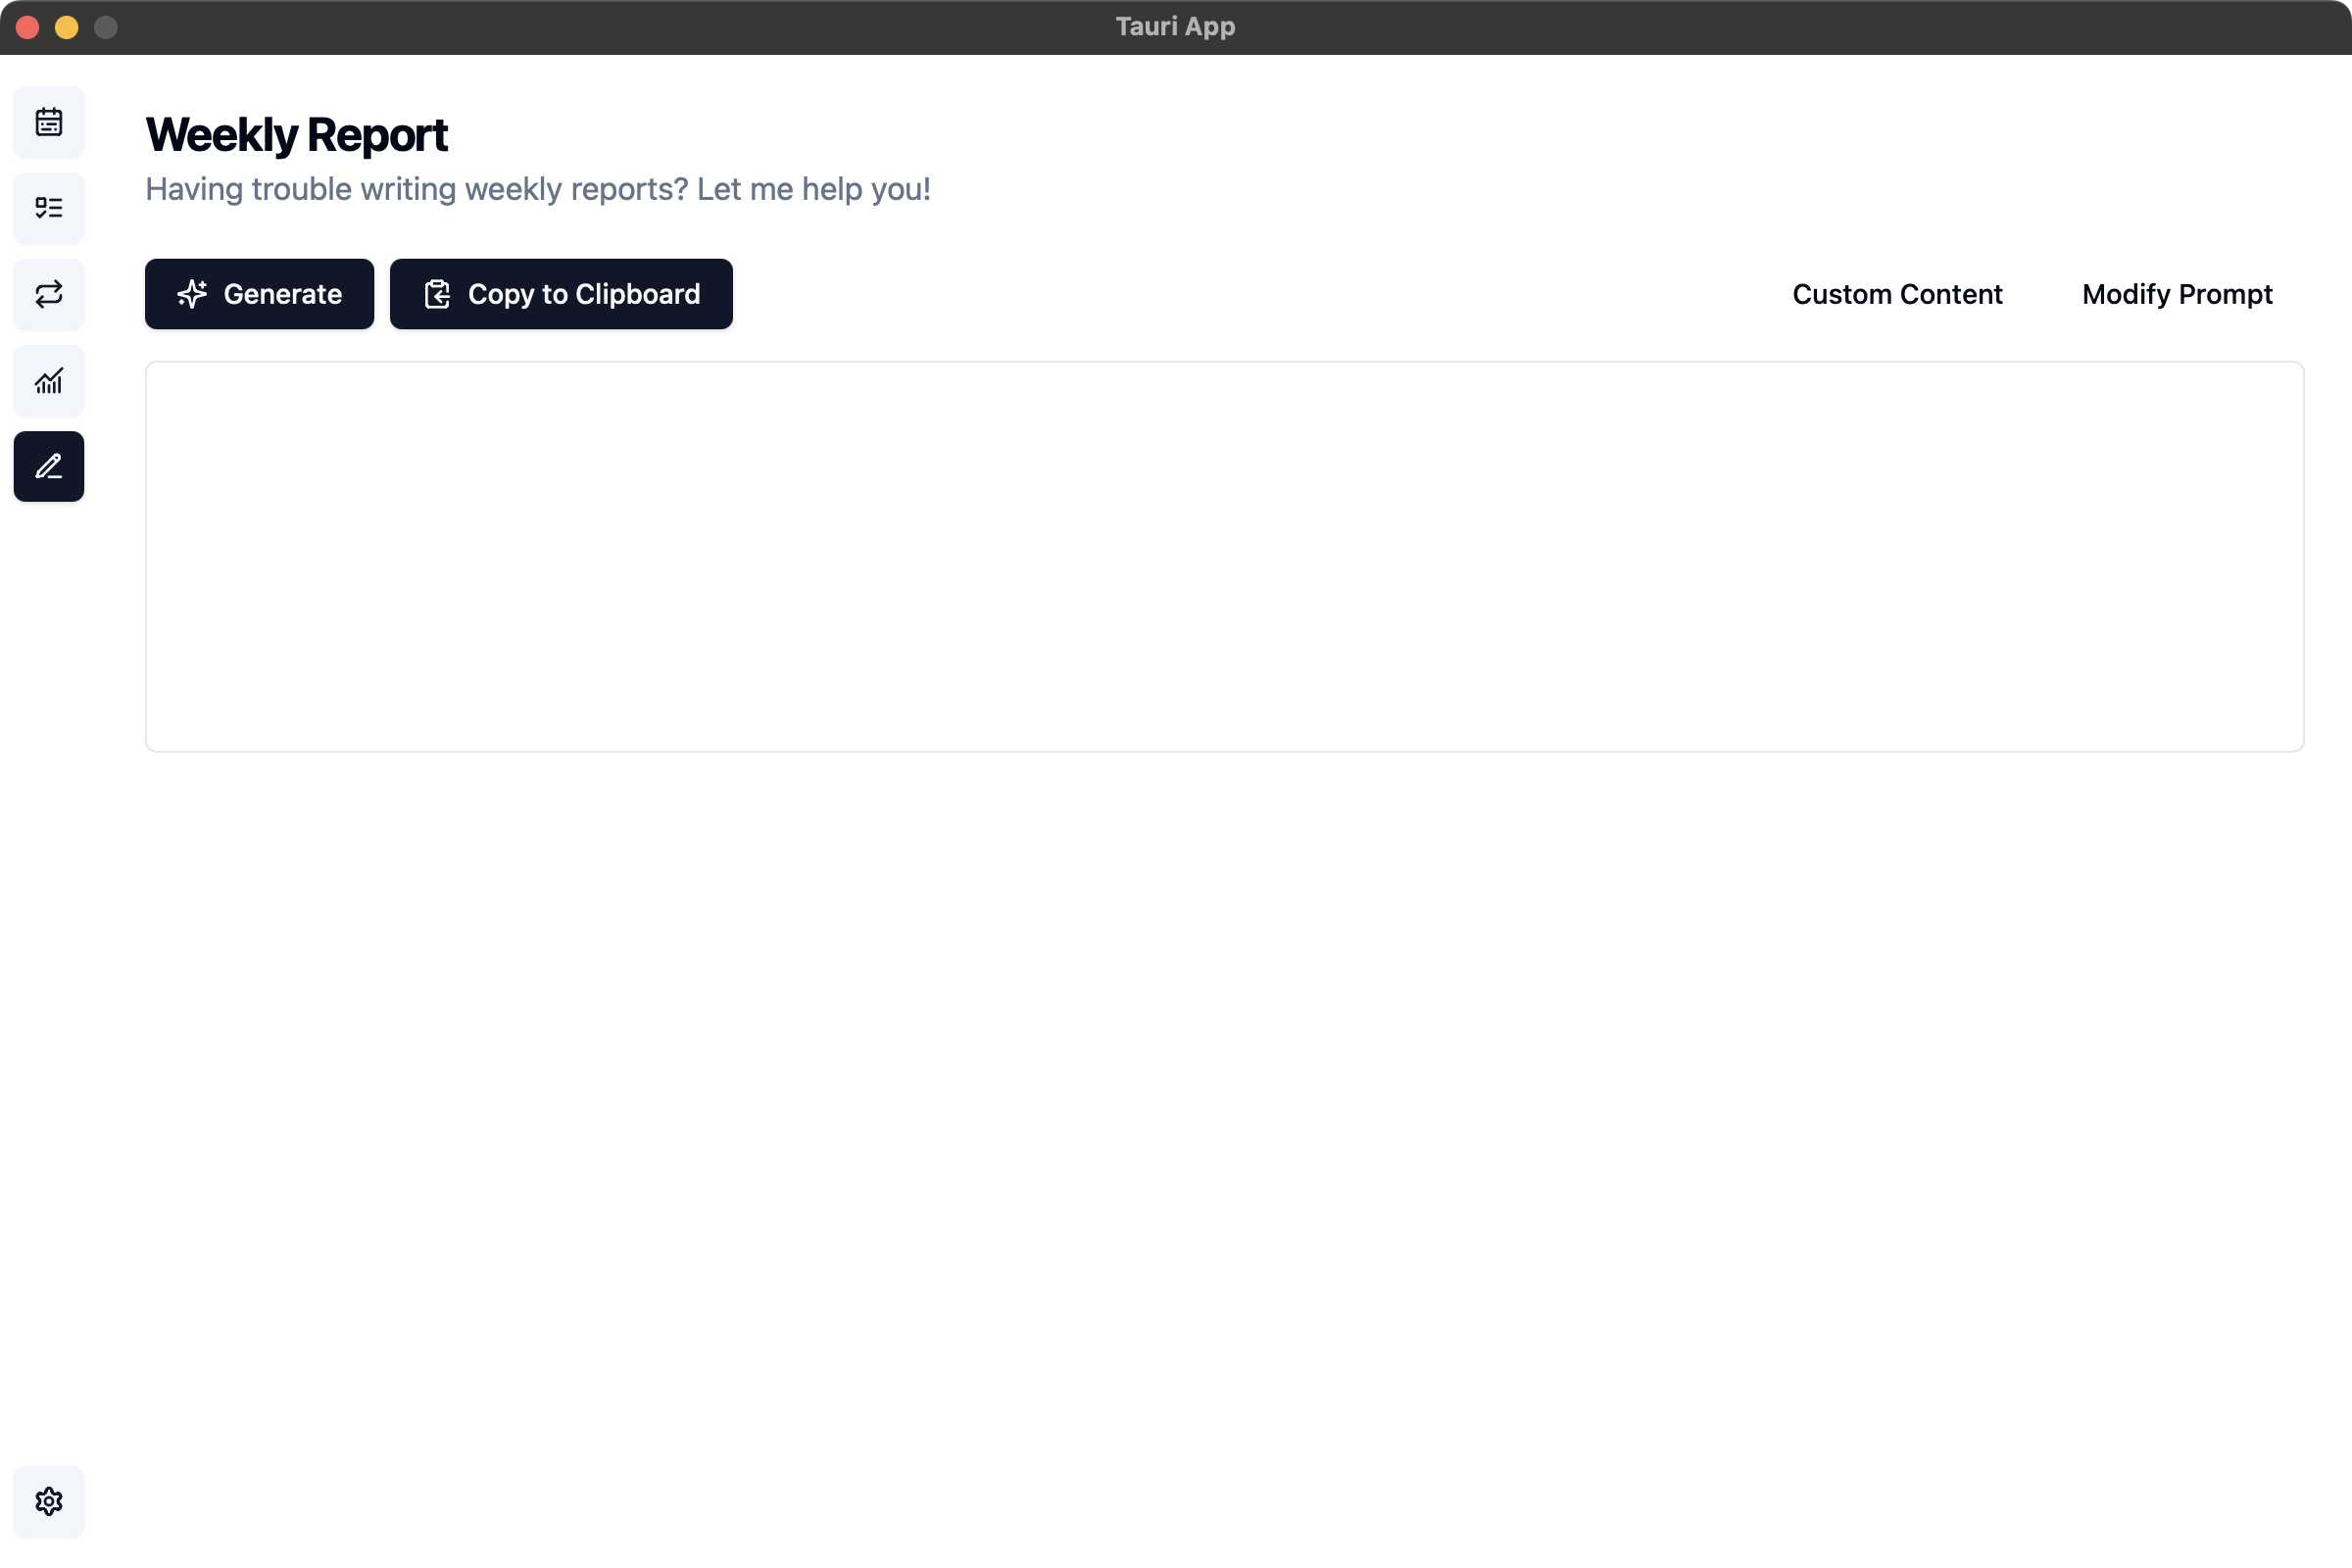 Tauri App
Weekly Report
Having trouble writing weekly reports? Let me help you!
Generate
Copy to Clipboard
Custom Content
Modify Prompt